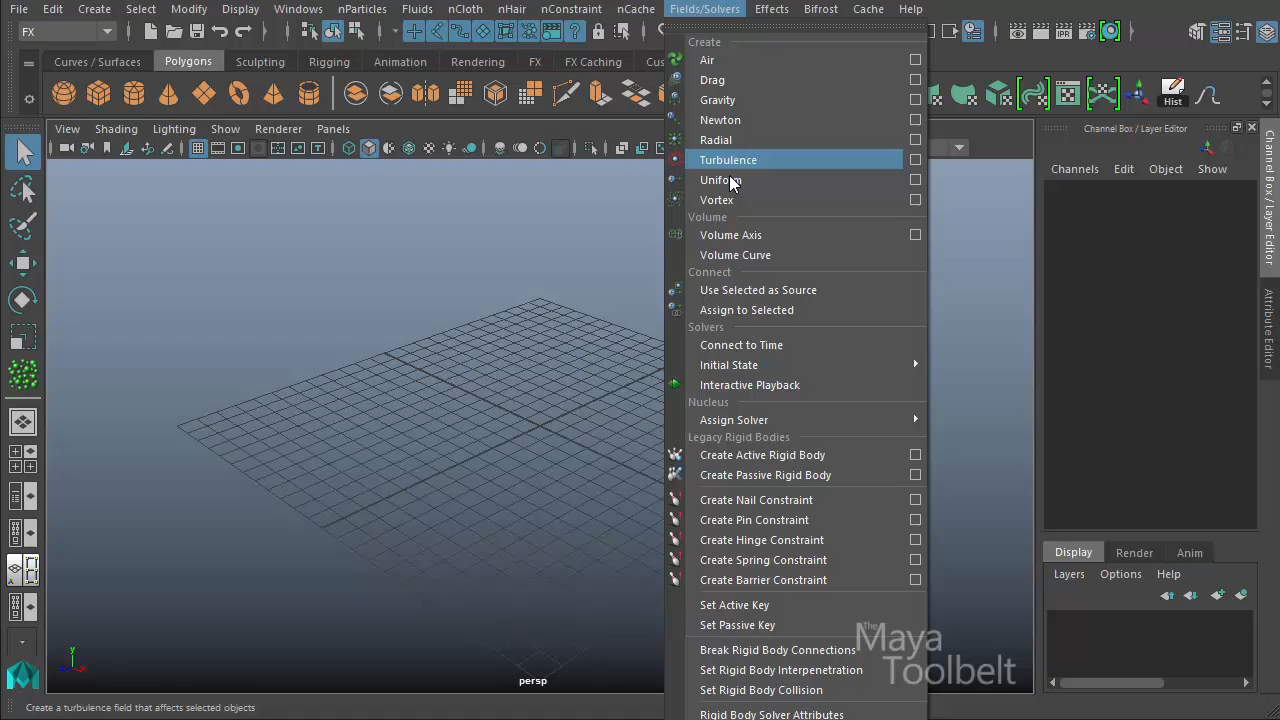 File Edit Create Select Modify Display Windows nParticles Fluids nCloth nHair nConstraint nCache Fields/Solvers Effects Bifrost Cache Help
FX
IPR
Curves / Surfaces Polygons Sculpting Rigging Animation Rendering FX FX Caching Cus
Hist
View Shading Lighting Show Renderer Panels
Channel Box / Layer Editor
Channels Edit Object Show
Create
Air
Drag
Gravity
Newton
Radial
Turbulence
Uniform
Vortex
Volume
Volume Axis
Volume Curve
Connect
Use Selected as Source
Assign to Selected
Solvers
Connect to Time
Initial State
Interactive Playback
Nucleus
Assign Solver
Legacy Rigid Bodies
Create Active Rigid Body
Create Passive Rigid Body
Create Nail Constraint
Create Pin Constraint
Create Hinge Constraint
Create Spring Constraint
Create Barrier Constraint
Set Active Key
Set Passive Key
Break Rigid Body Connections
Set Rigid Body Interpenetration
Set Rigid Body Collision
Rigid Body Solver Attributes
Channel Box / Layer Editor
Attribute Editor
Display Render Anim
Layers Options Help
The
Maya
Toolbelt
y
x
persp
Create a turbulence field that affects selected objects